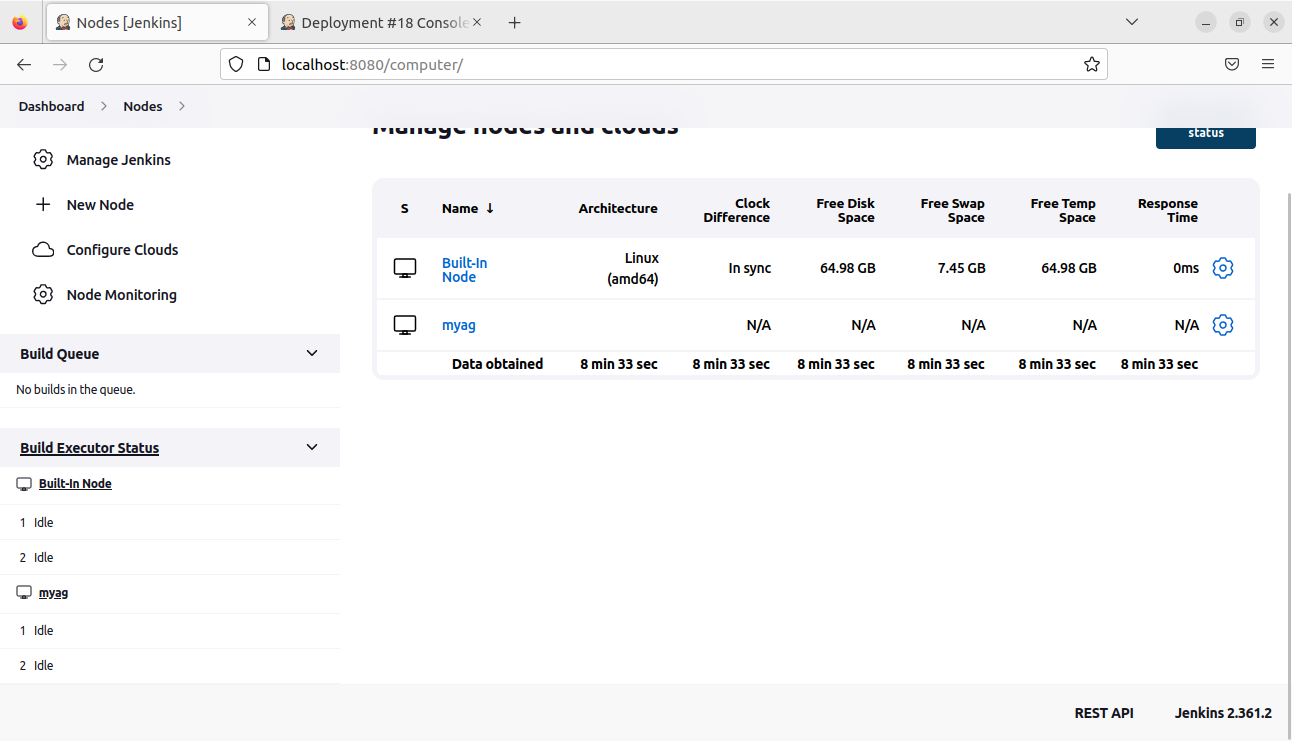 Nodes [Jenkins]
Deployment #18 Console
localhost:8080/computer/
Dashboard
Nodes
Manage nodes and clouds
status
Manage Jenkins
New Node
Configure Clouds
Node Monitoring
Build Queue
No builds in the queue.
Build Executor Status
Built-In Node
1 Idle
2 Idle
myag
1 Idle
2 Idle
S Name ↓ Architecture Clock Difference Free Disk Space Free Swap Space Free Temp Space Response Time
Built-In Node Linux (amd64) In sync 64.98 GB 7.45 GB 64.98 GB 0ms
myag N/A N/A N/A N/A N/A
Data obtained 8 min 33 sec 8 min 33 sec 8 min 33 sec 8 min 33 sec 8 min 33 sec 8 min 33 sec
REST API Jenkins 2.361.2